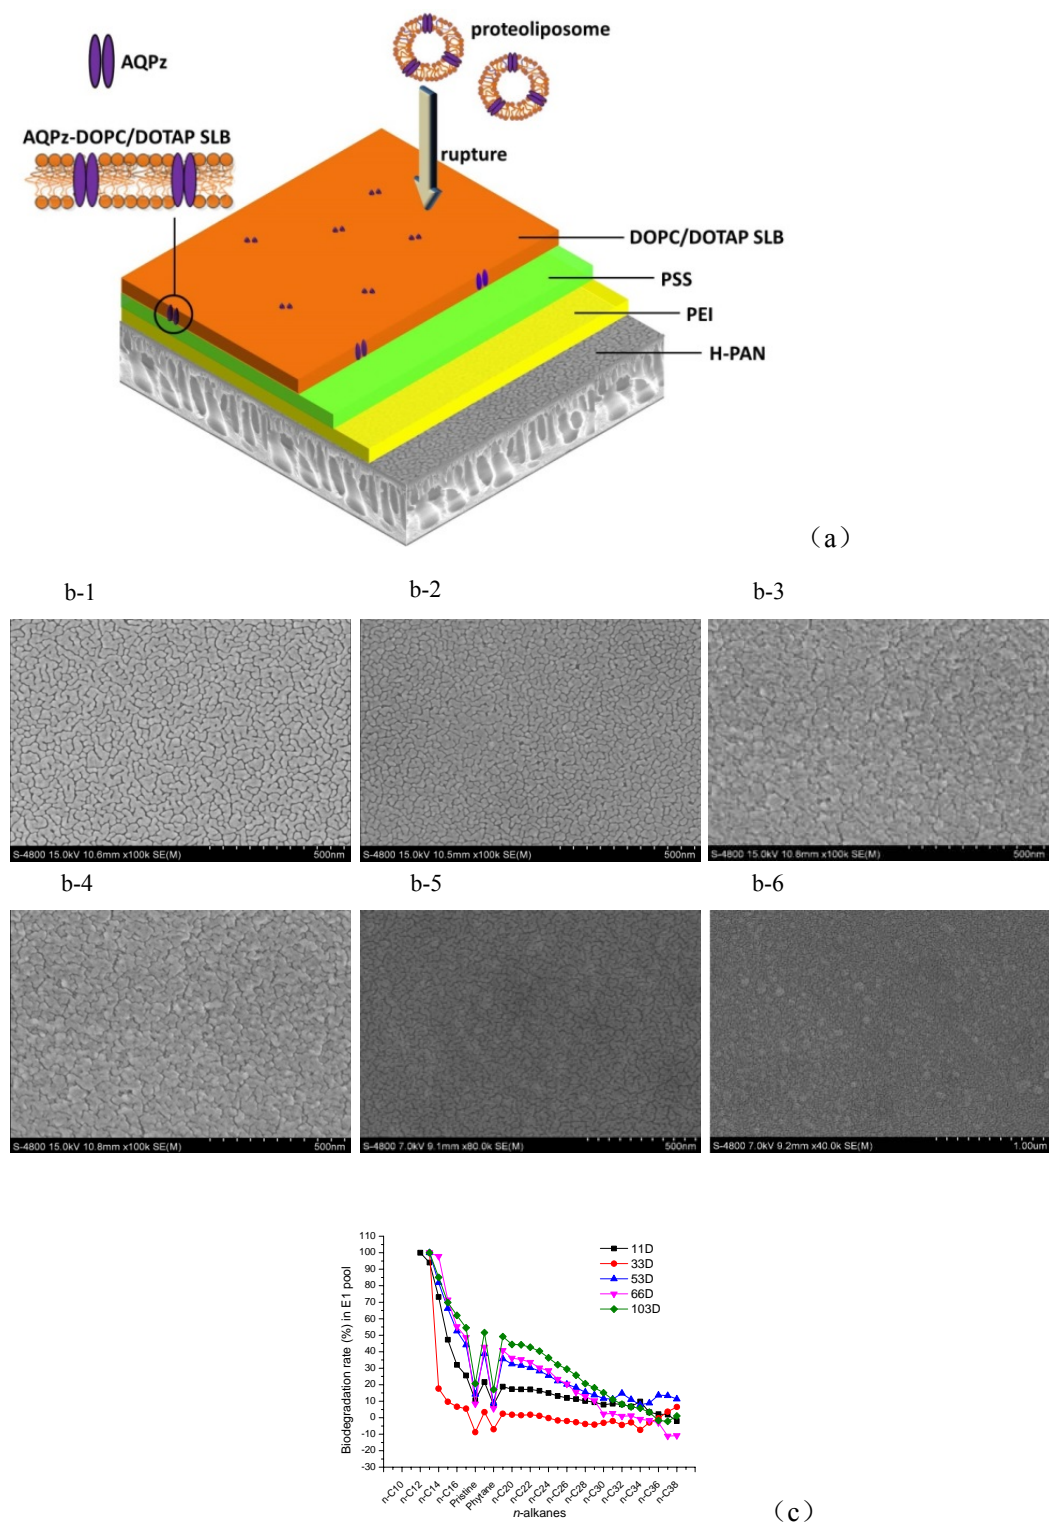 proteoliposome
AQPz
AQPz-DOPC/DOTAP SLB
rupture
DOPC/DOTAP SLB
PSS
PEI
H-PAN
（a）
b-1
b-2
b-3
S-4800 15.0kV 10.6mm x100k SE(M) 500nm
S-4800 15.0kV 10.5mm x100k SE(M) 500nm
S-4800 15.0kV 10.6mm x100k SE(M) 500nm
b-4
b-5
b-6
S-4800 15.0kV 10.8mm x100k SE(M) 500nm
S-4800 7.0kV 9.1mm x80.0k SE(M) 500nm
S-4800 7.0kV 9.2mm x40.0k SE(M) 1.00um
Biodegradation rate (%) in E1 pool
110
100
90
80
70
60
50
40
30
20
10
0
-10
-20
-30
11D
33D
53D
66D
103D
n-C10
n-C12
n-C14
n-C16
Pristine
Phytane
n-C20
n-C22
n-C24
n-C26
n-C28
n-C30
n-C32
n-C34
n-C36
n-C38
n-alkanes
（c）